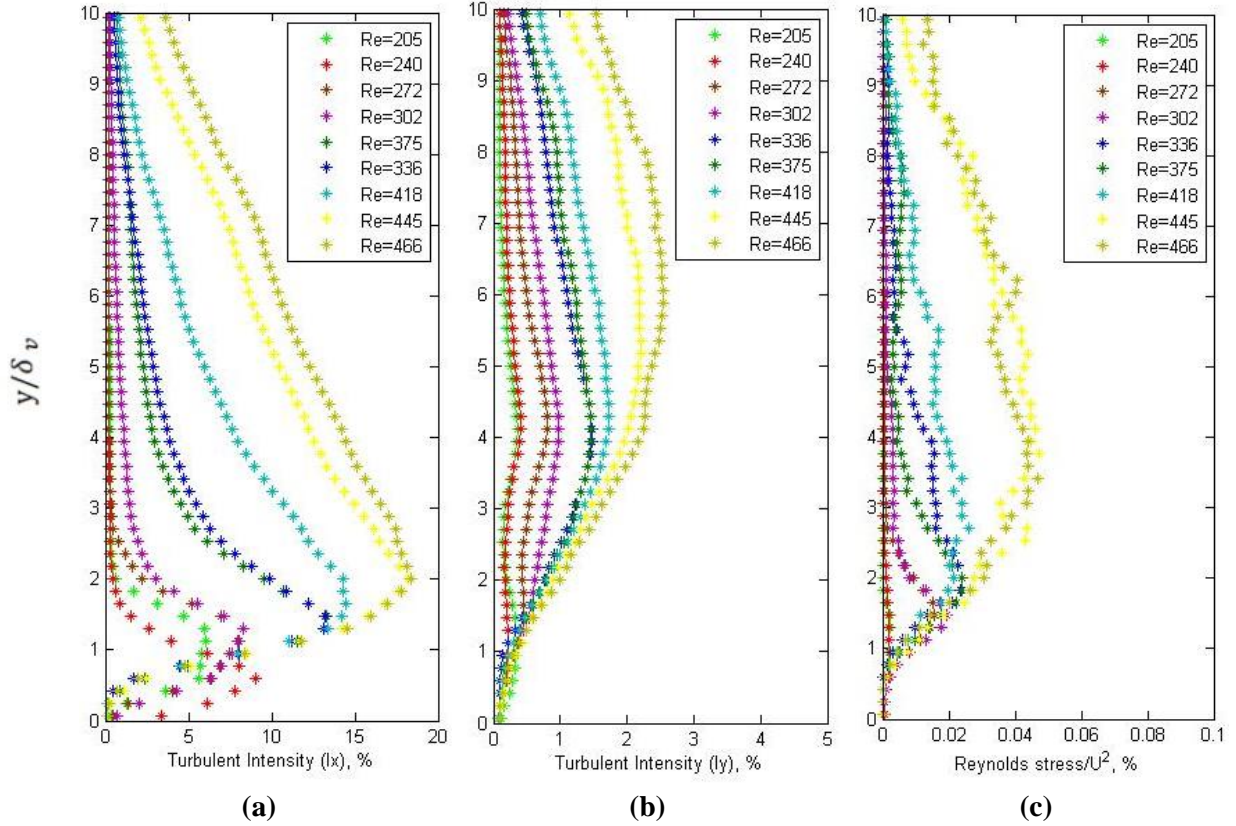 y/δ v
10
9
8
7
6
5
4
3
2
1
0
0 5 10 15 20
Turbulent Intensity (Ix), %
Re=205
Re=240
Re=272
Re=302
Re=375
Re=336
Re=418
Re=445
Re=466
(a)
10
9
8
7
6
5
4
3
2
1
0
0 1 2 3 4 5
Turbulent Intensity (Iy), %
Re=205
Re=240
Re=272
Re=302
Re=336
Re=375
Re=418
Re=445
Re=466
(b)
10
9
8
7
6
5
4
3
2
1
0
0 0.02 0.04 0.06 0.08 0.1
Reynolds stress/U², %
Re=205
Re=240
Re=272
Re=302
Re=336
Re=375
Re=418
Re=445
Re=466
(c)